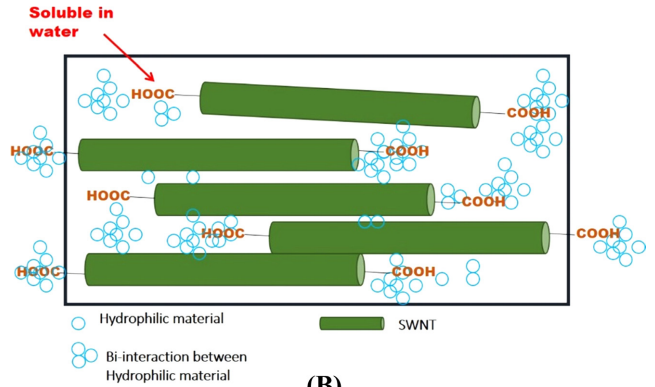 Soluble in
water
HOOC
COOH
HOOC
COOH
HOOC
COOH
HOOC
COOH
HOOC
COOH
Hydrophilic material
SWNT
Bi-interaction between
Hydrophilic material
(B)